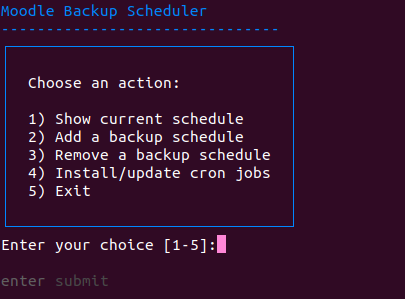 Moodle Backup Scheduler
-------------------------------
Choose an action:
1) Show current schedule
2) Add a backup schedule
3) Remove a backup schedule
4) Install/update cron jobs
5) Exit
Enter your choice [1-5]:
enter submit